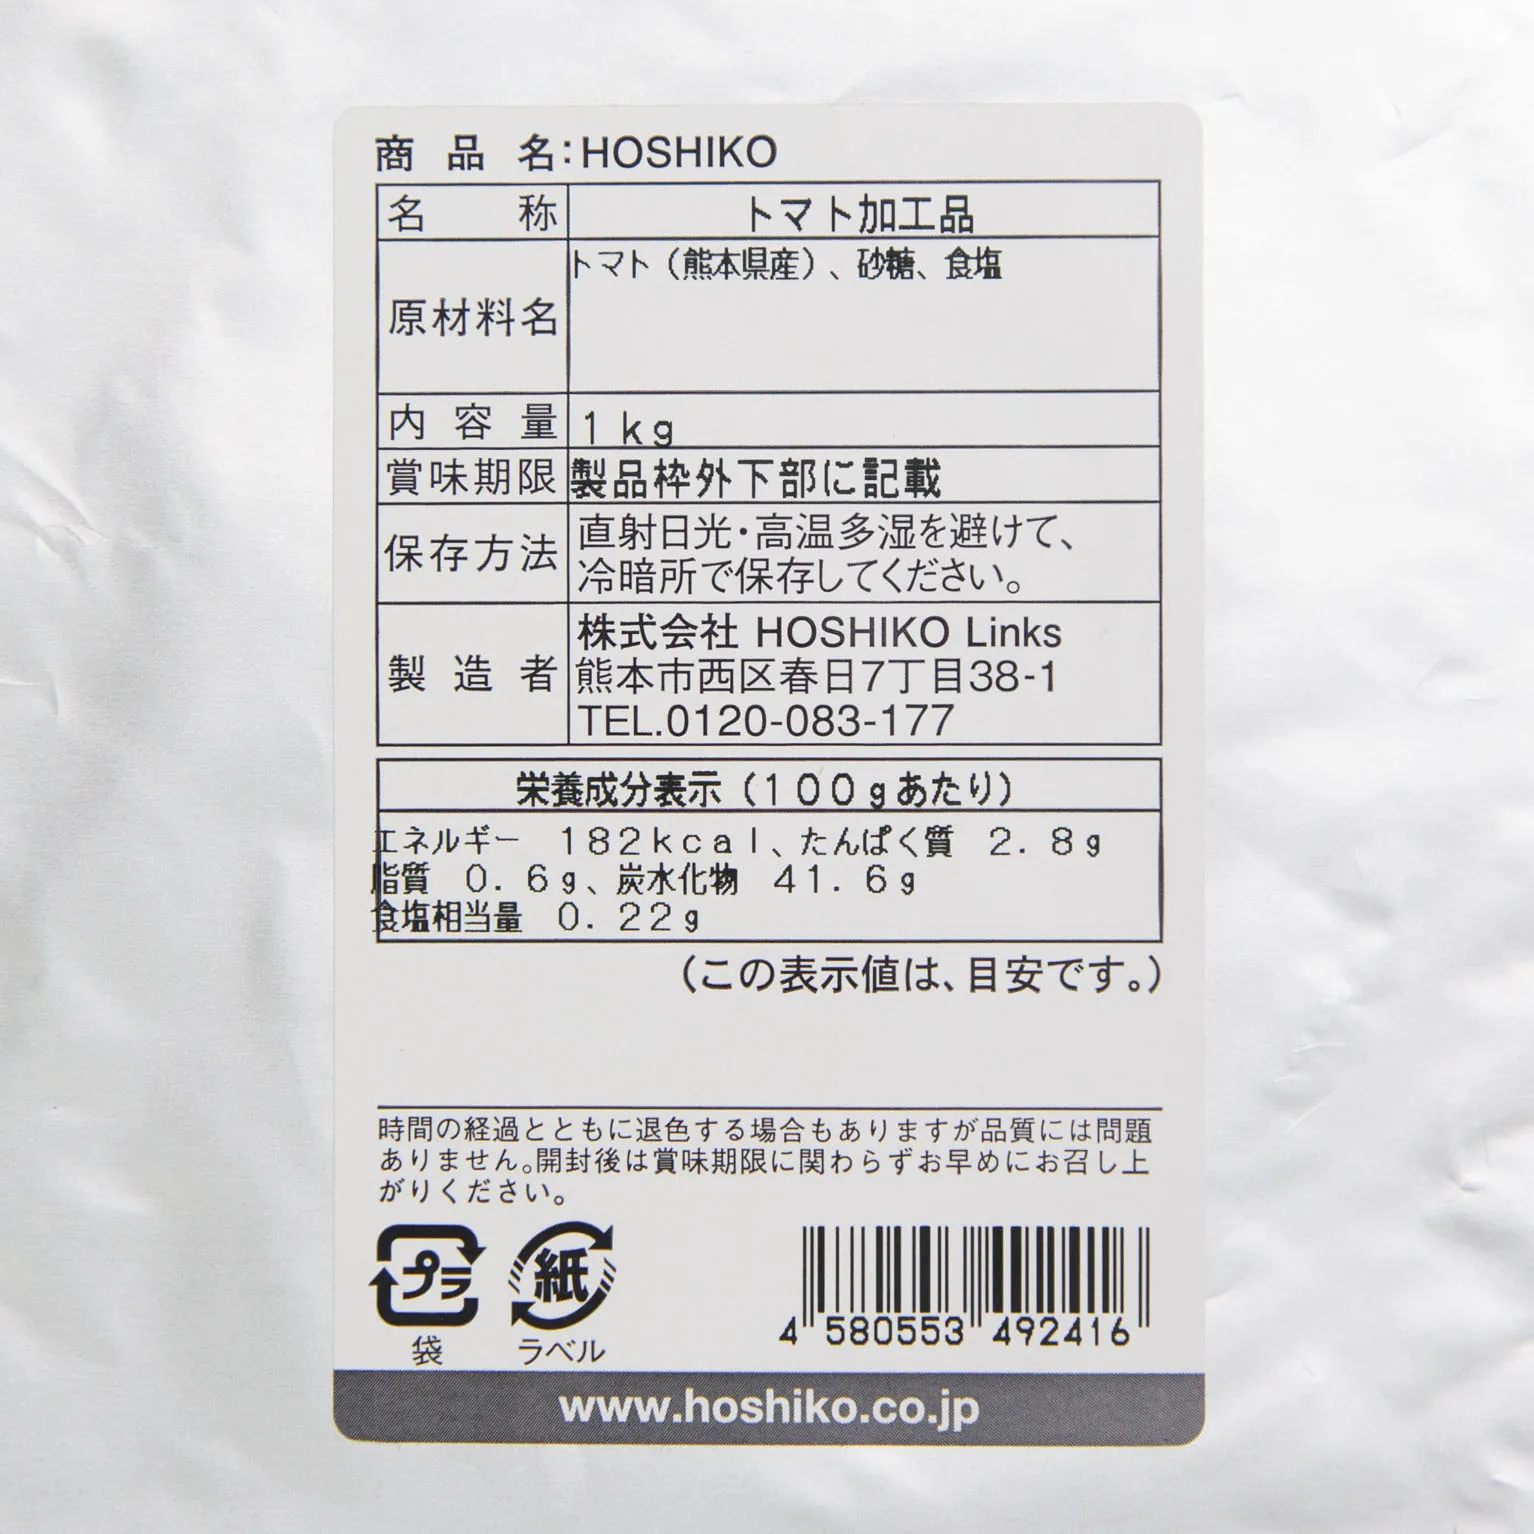 商品名:HOSHIKO
名称 トマト加工品
原材料名 トマト（熊本県産）、砂糖、食塩
内容量 1kg
賞味期限 製品枠外下部に記載
保存方法 直射日光・高温多湿を避けて、
冷暗所で保存してください。
製造者 株式会社 HOSHIKO Links
熊本市西区春日7丁目38-1
TEL.0120-083-177
栄養成分表示（100gあたり）
エネルギー 182kcal、たんぱく質 2.8g
脂質 0.6g、炭水化物 41.6g
食塩相当量 0.22g
（この表示値は、目安です。）
時間の経過とともに退色する場合もありますが品質には問題
ありません。開封後は賞味期限に関わらずお早めにお召し上
がりください。
プラ 紙
袋 ラベル
4 580553 492416
www.hoshiko.co.jp